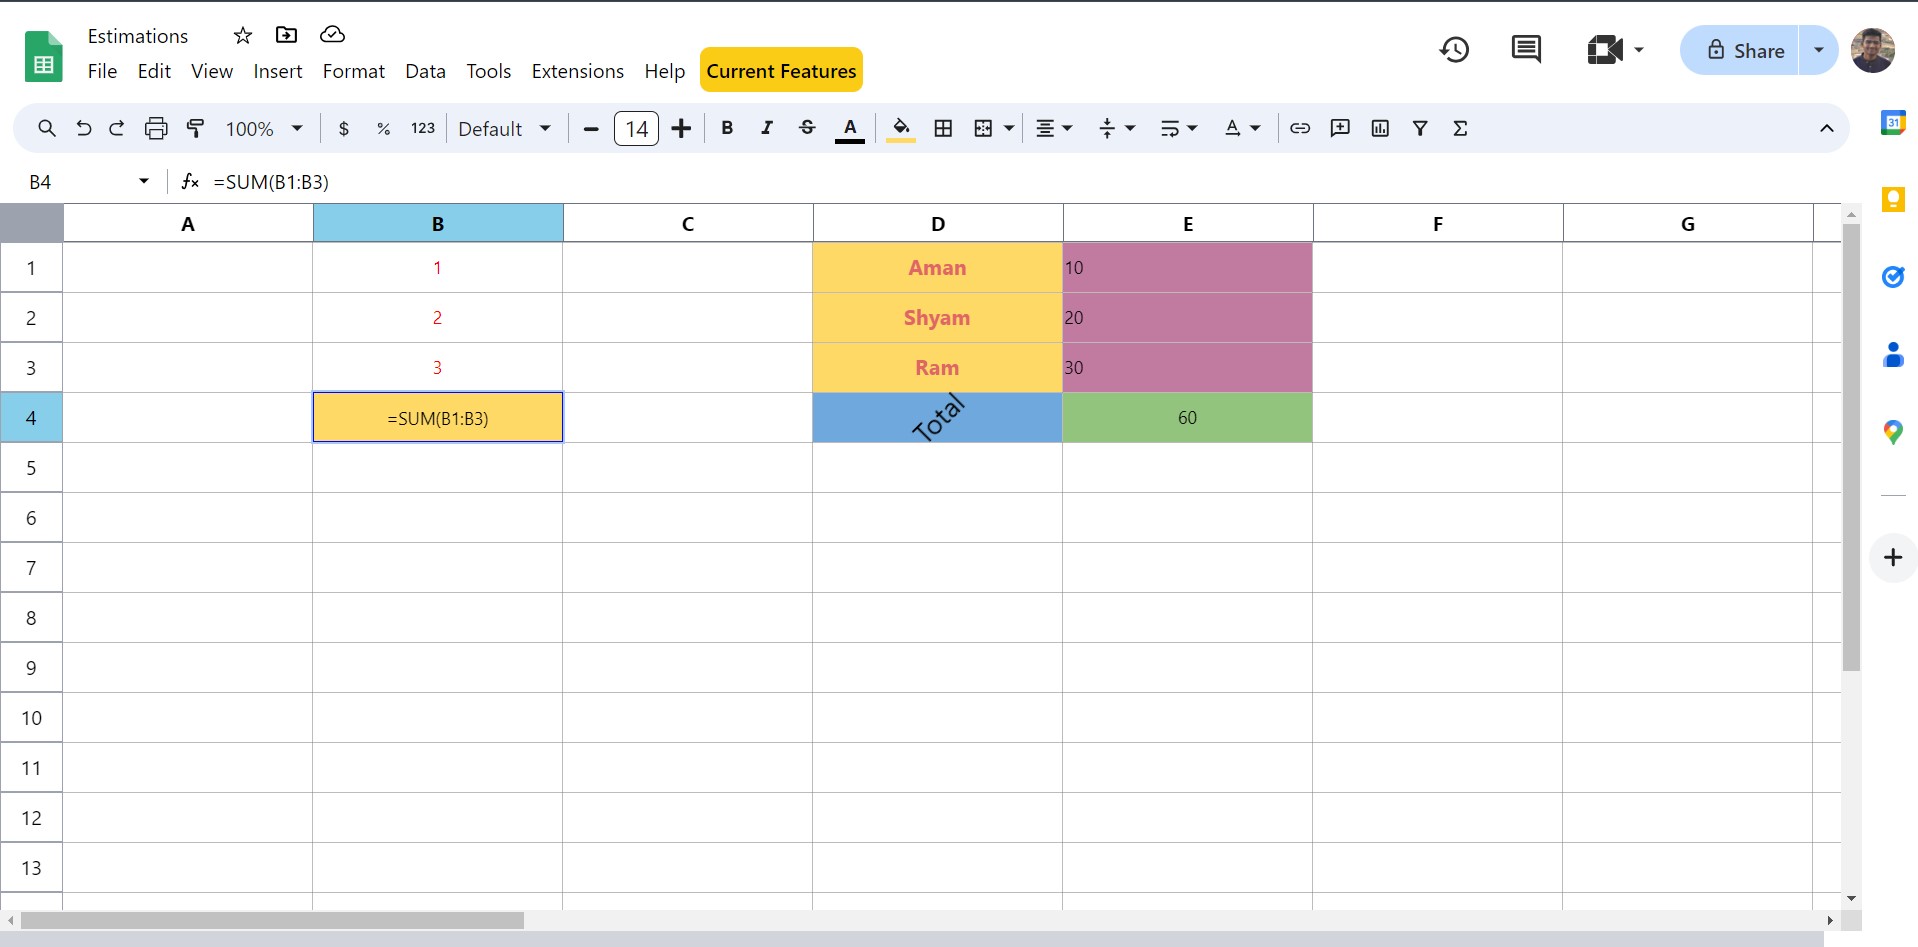 Estimations
File Edit View Insert Format Data Tools Extensions Help Current Features
Share
100% $ % 123 Default 14 B I S A A Σ
31
B4 fx =SUM(B1:B3)
A B C D E F G
1 1 Aman 10
2 2 Shyam 20
3 3 Ram 30
4 =SUM(B1:B3) Total 60
5
6
7
8
9
10
11
12
13